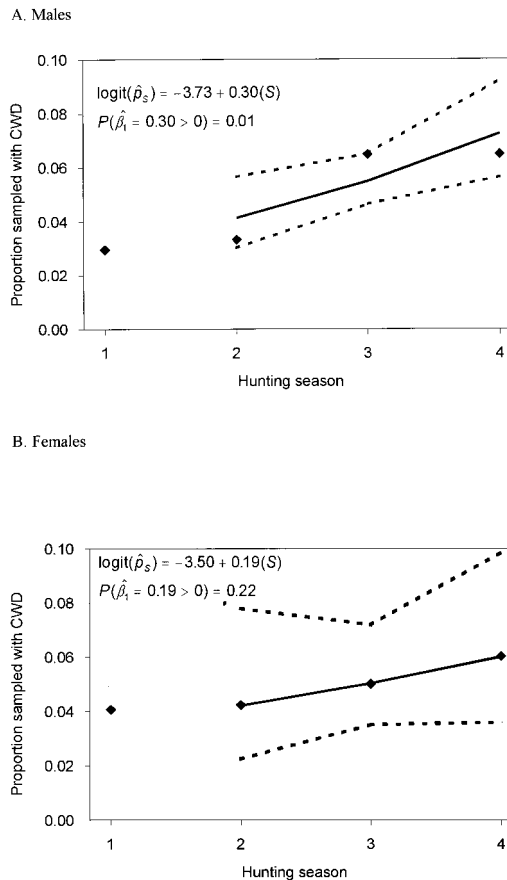 A. Males
0.10
logit(p̂S) = −3.73 + 0.30(S)
P(β̂1 = 0.30 > 0) = 0.01
0.08
0.06
0.04
0.02
0.00
Proportion sampled with CWD
1 2 3 4
Hunting season
B. Females
0.10
logit(p̂S) = −3.50 + 0.19(S)
P(β̂1 = 0.19 > 0) = 0.22
0.08
0.06
0.04
0.02
0.00
Proportion sampled with CWD
1 2 3 4
Hunting season